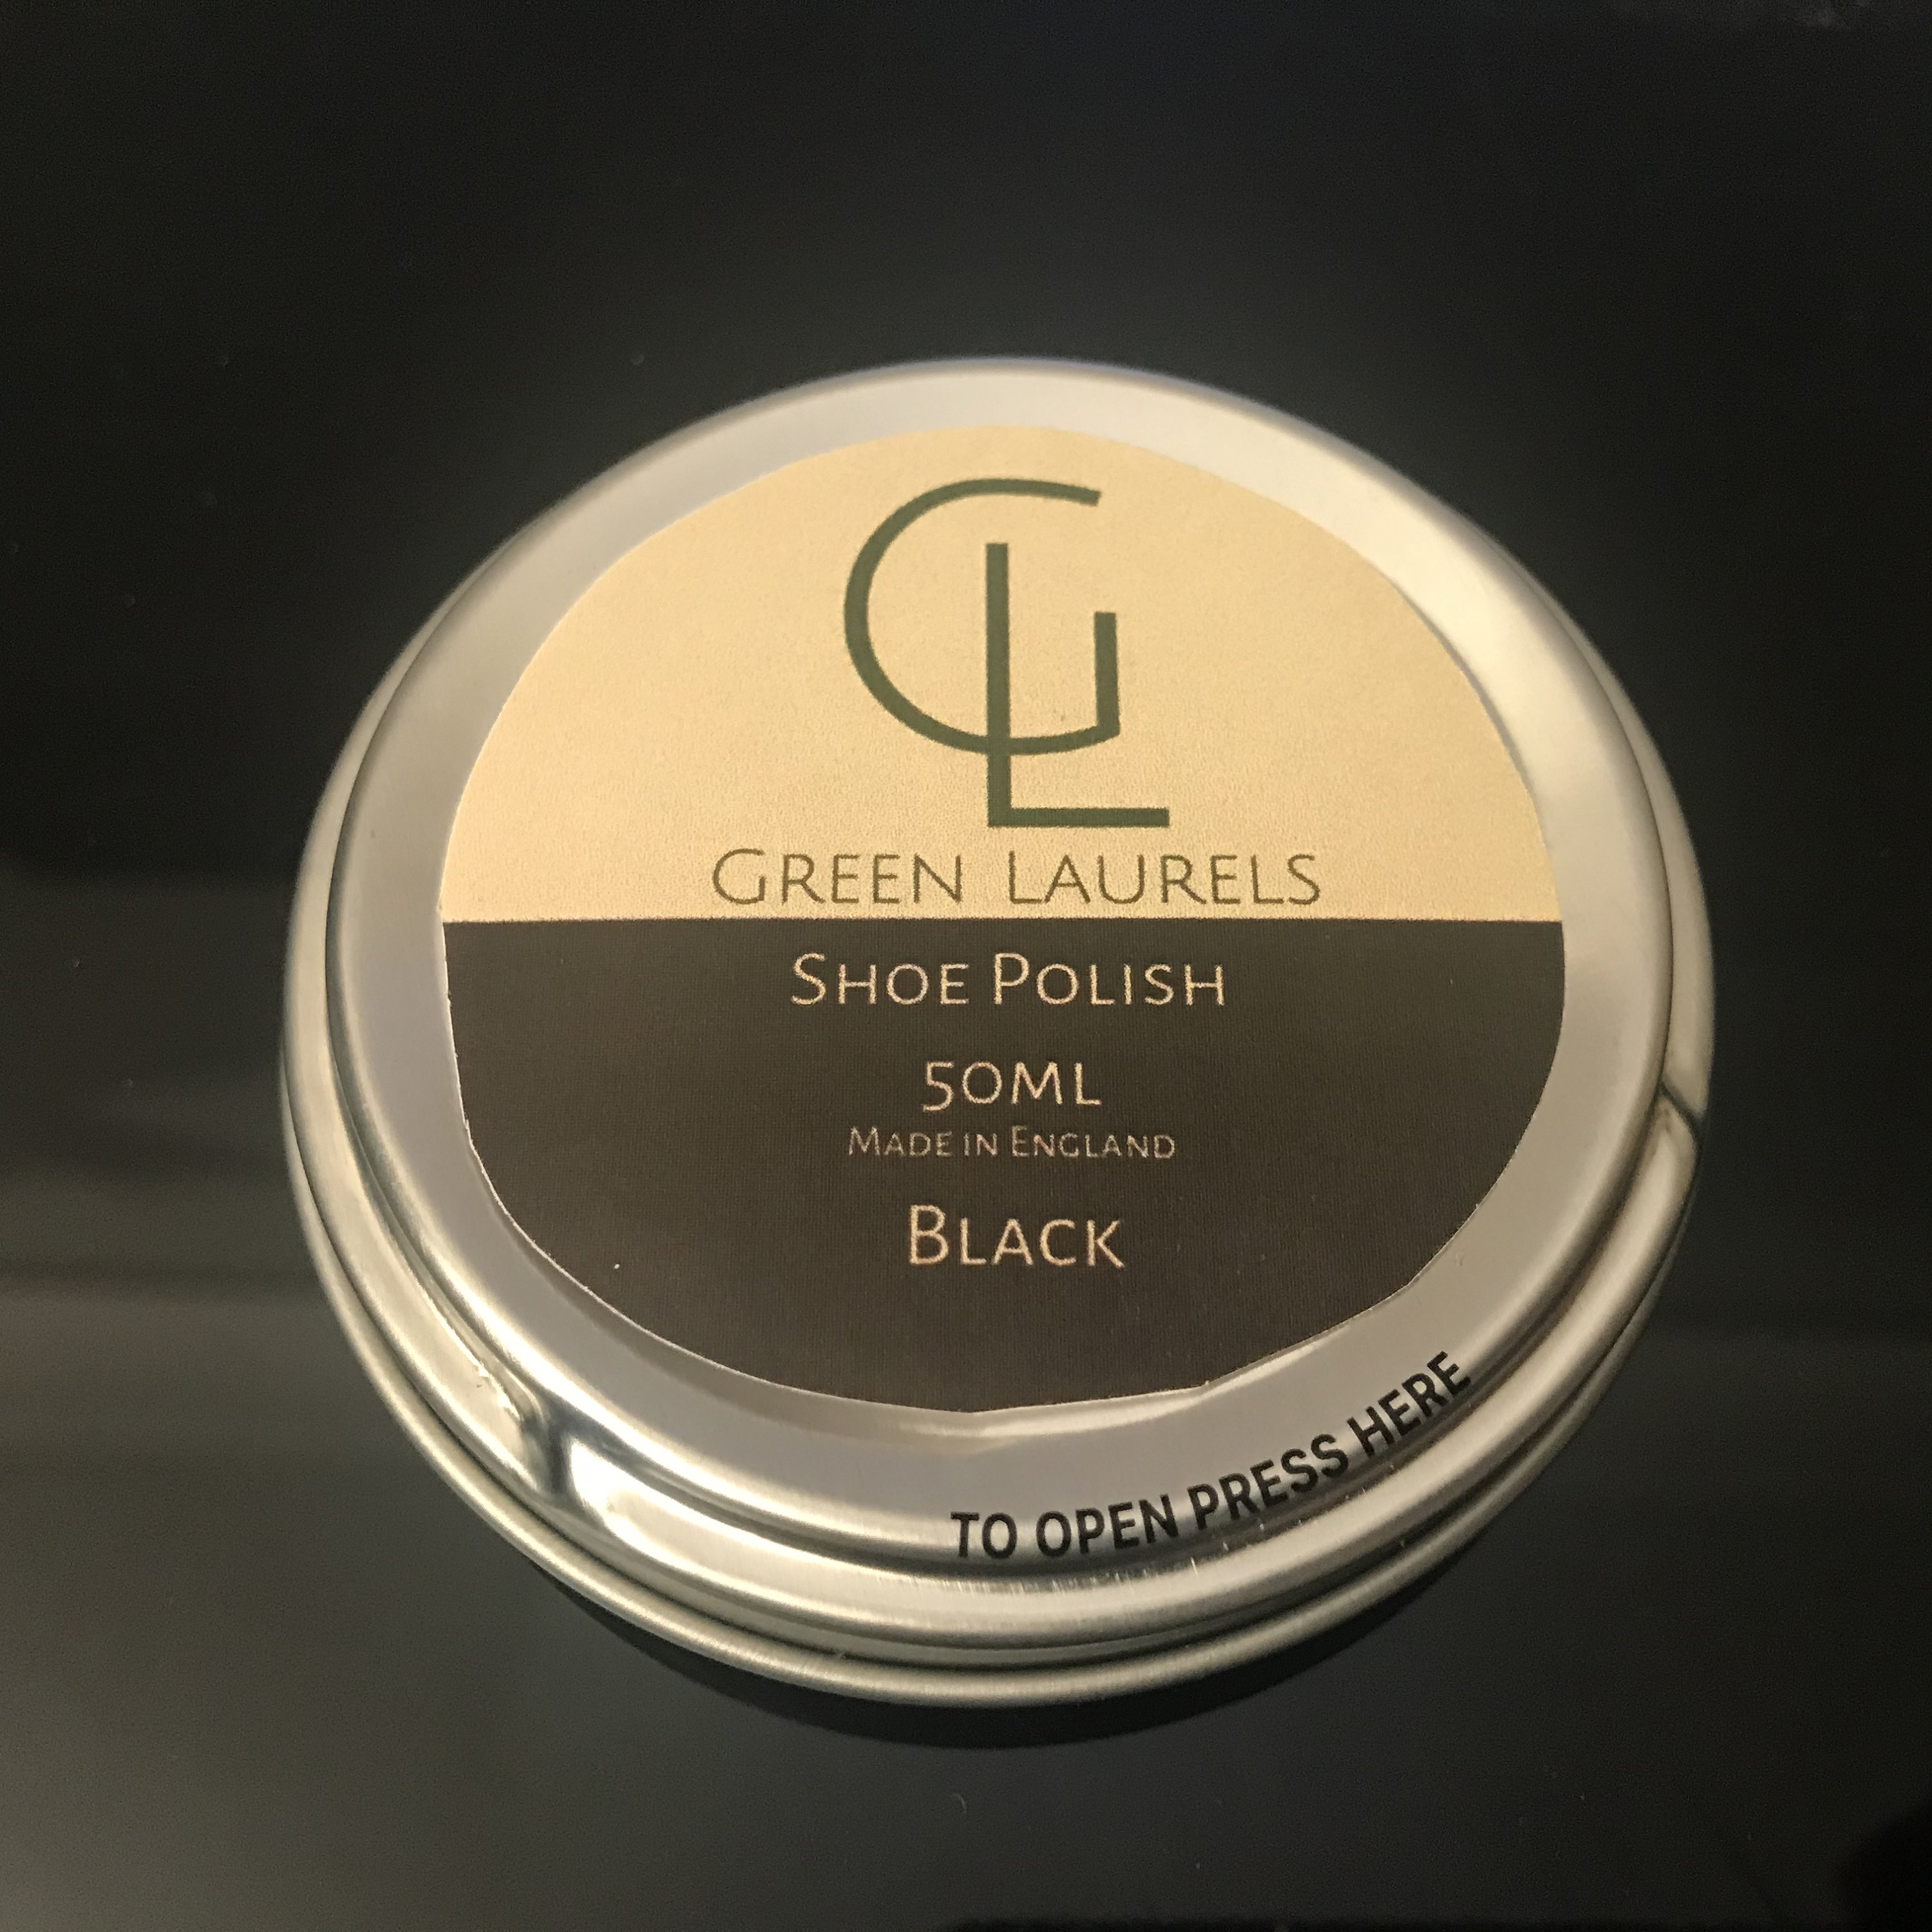 GL
GREEN LAURELS
SHOE POLISH
50ML
MADE IN ENGLAND
BLACK
TO OPEN PRESS HERE